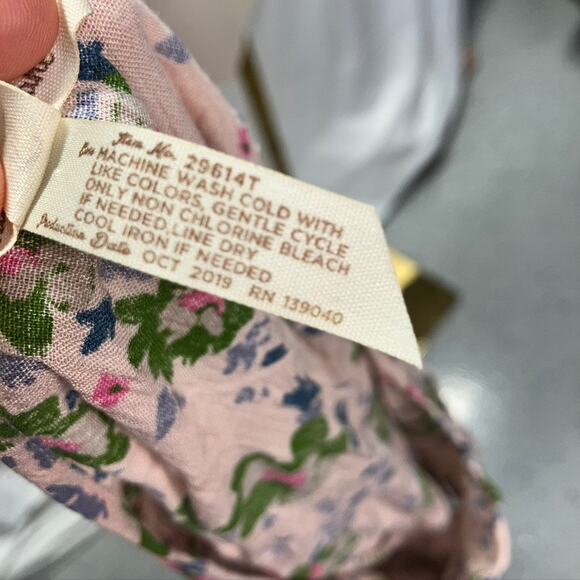 Item No. 29614T
Care MACHINE WASH COLD WITH
LIKE COLORS, GENTLE CYCLE
ONLY NON CHLORINE BLEACH
IF NEEDED, LINE DRY
COOL IRON IF NEEDED
Production Date OCT 2019 RN 139040